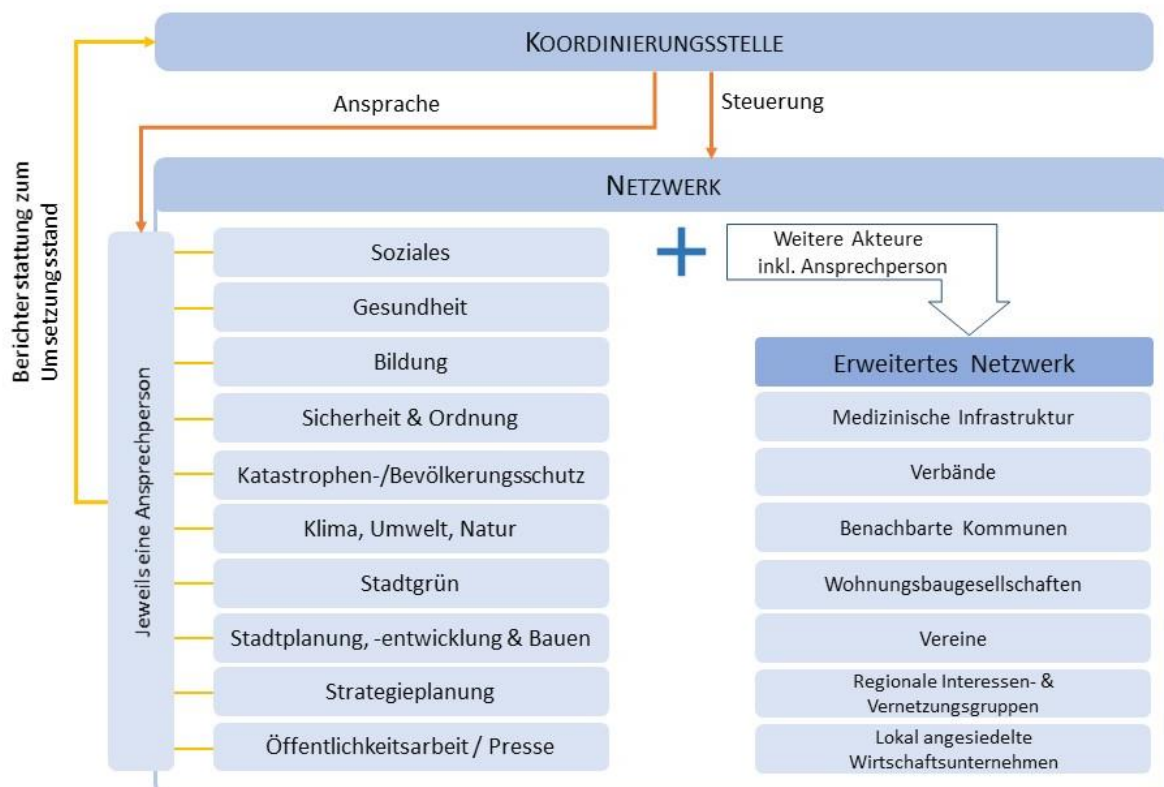 KOORDINIERUNGSSTELLE
Ansprache
Steuerung
NETZWERK
Berichterstattung zum
Umsetzungsstand
Jeweils eine Ansprechperson
Soziales
Gesundheit
Bildung
Sicherheit & Ordnung
Katastrophen-/Bevölkerungsschutz
Klima, Umwelt, Natur
Stadtgrün
Stadtplanung, -entwicklung & Bauen
Strategieplanung
Öffentlichkeitsarbeit / Presse
+
Weitere Akteure
inkl. Ansprechperson
Erweitertes Netzwerk
Medizinische Infrastruktur
Verbände
Benachbarte Kommunen
Wohnungsbaugesellschaften
Vereine
Regionale Interessen- &
Vernetzungsgruppen
Lokal angesiedelte
Wirtschaftsunternehmen